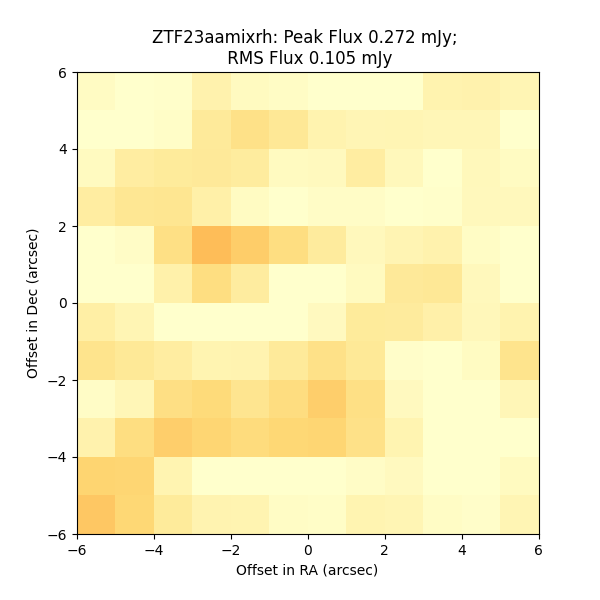 ZTF23aamixrh: Peak Flux 0.272 mJy;
RMS Flux 0.105 mJy
6
4
2
0
−2
−4
−6
Offset in Dec (arcsec)
−6 −4 −2 0 2 4 6
Offset in RA (arcsec)